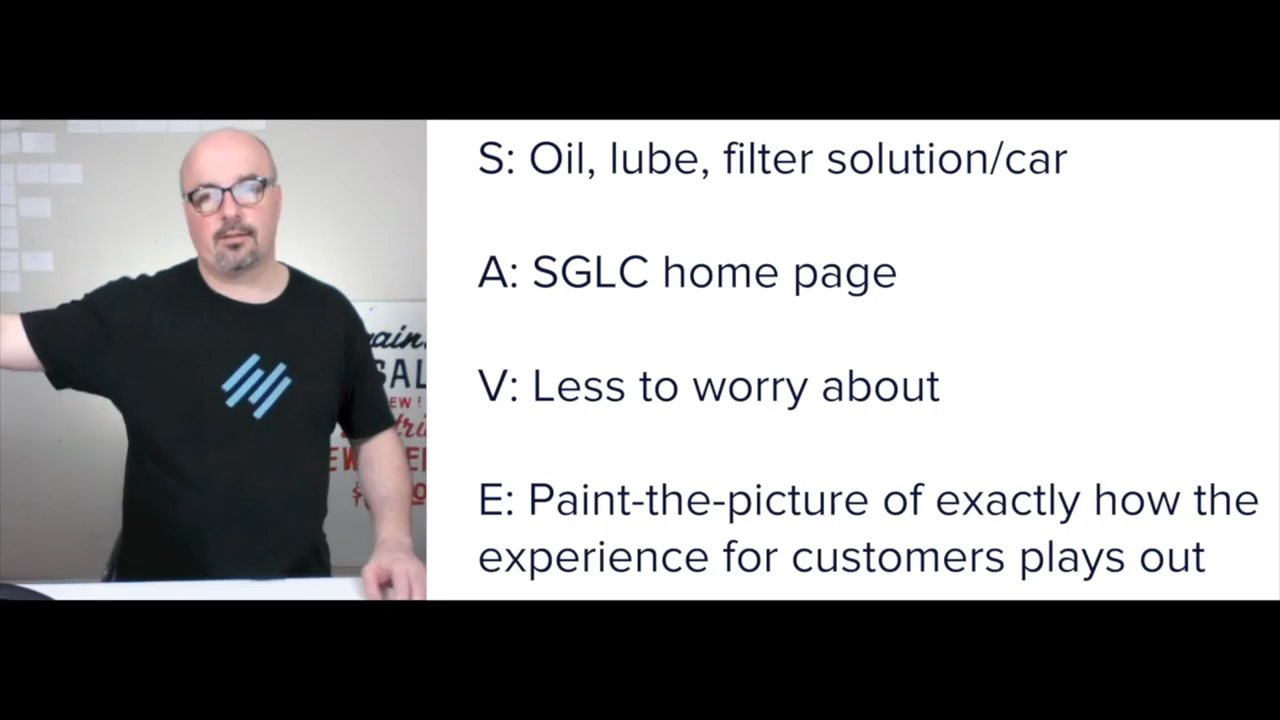 S: Oil, lube, filter solution/car
A: SGLC home page
V: Less to worry about
E: Paint-the-picture of exactly how the
experience for customers plays out